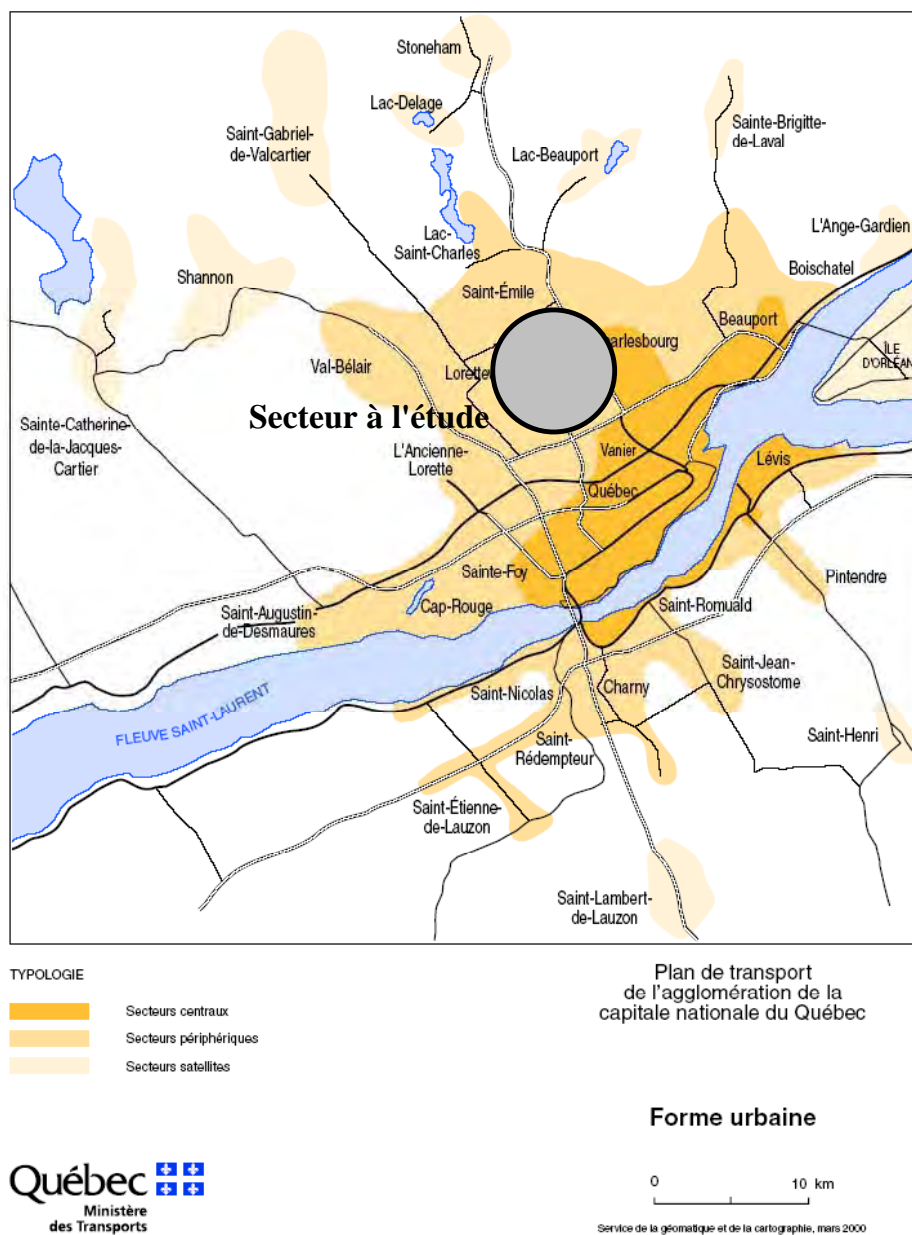 Stoneham
Lac-Delage
Saint-Gabriel-
de-Valcartier
Lac-Beauport
Sainte-Brigitte-
de-Laval
L'Ange-Gardien
Lac-
Saint-Charles
Boischatel
Shannon
Saint-Émile
Beauport
arlesbourg
ÎLE
D'ORLÉAN
Val-Bélair
Lorette
Secteur à l'étude
Sainte-Catherine-
de-la-Jacques-
Cartier
L'Ancienne-
Lorette
Vanier
Lévis
Québec
Sainte-Foy
Pintendre
Cap-Rouge
Saint-Romuald
Saint-Augustin-
de-Desmaures
Saint-Jean-
Chrysostome
Saint-Nicolas
Charny
FLEUVE SAINT-LAURENT
Saint-
Rédempteur
Saint-Henri
Saint-Étienne-
de-Lauzon
Saint-Lambert-
de-Lauzon
TYPOLOGIE
Secteurs centraux
Secteurs périphériques
Secteurs satellites
Plan de transport
de l'agglomération de la
capitale nationale du Québec
Forme urbaine
Québec
Ministère
des Transports
0 10 km
Service de la géomatique et de la cartographie, mars 2000